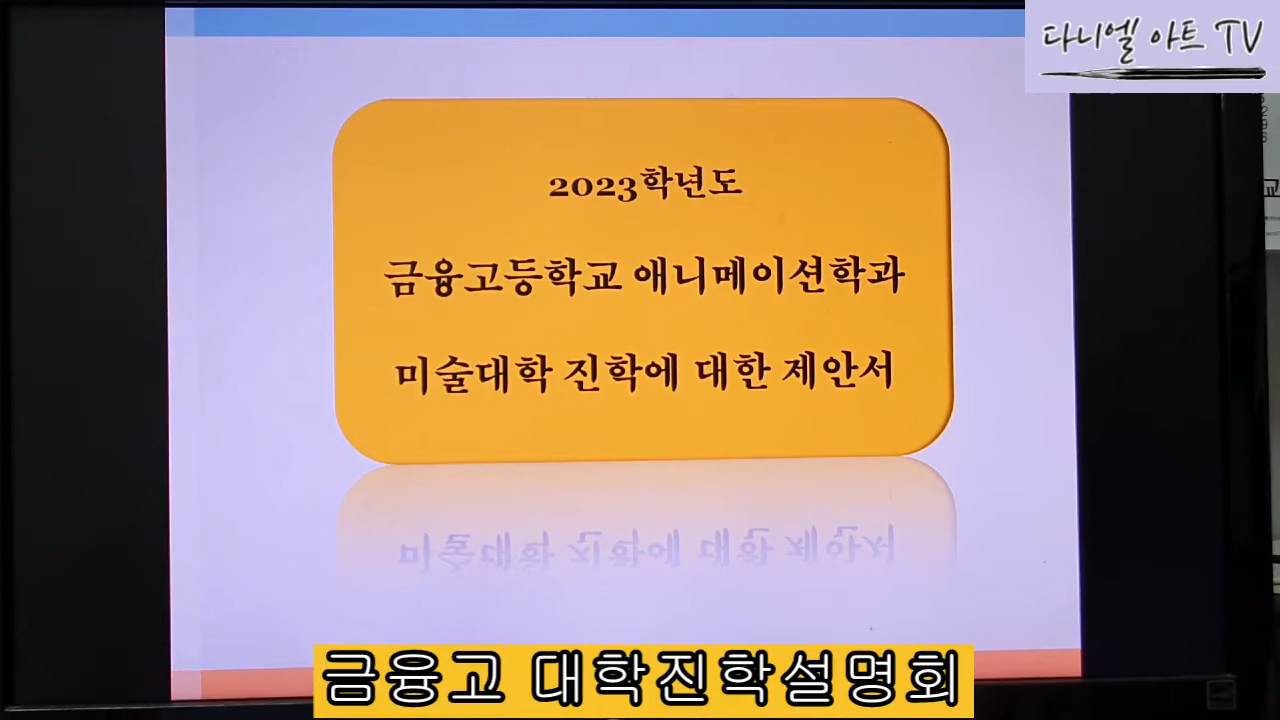 다니엘 아트 TV
2023학년도
금융고등학교 애니메이션학과
미술대학 진학에 대한 제안서
교
금융고 대학진학설명회